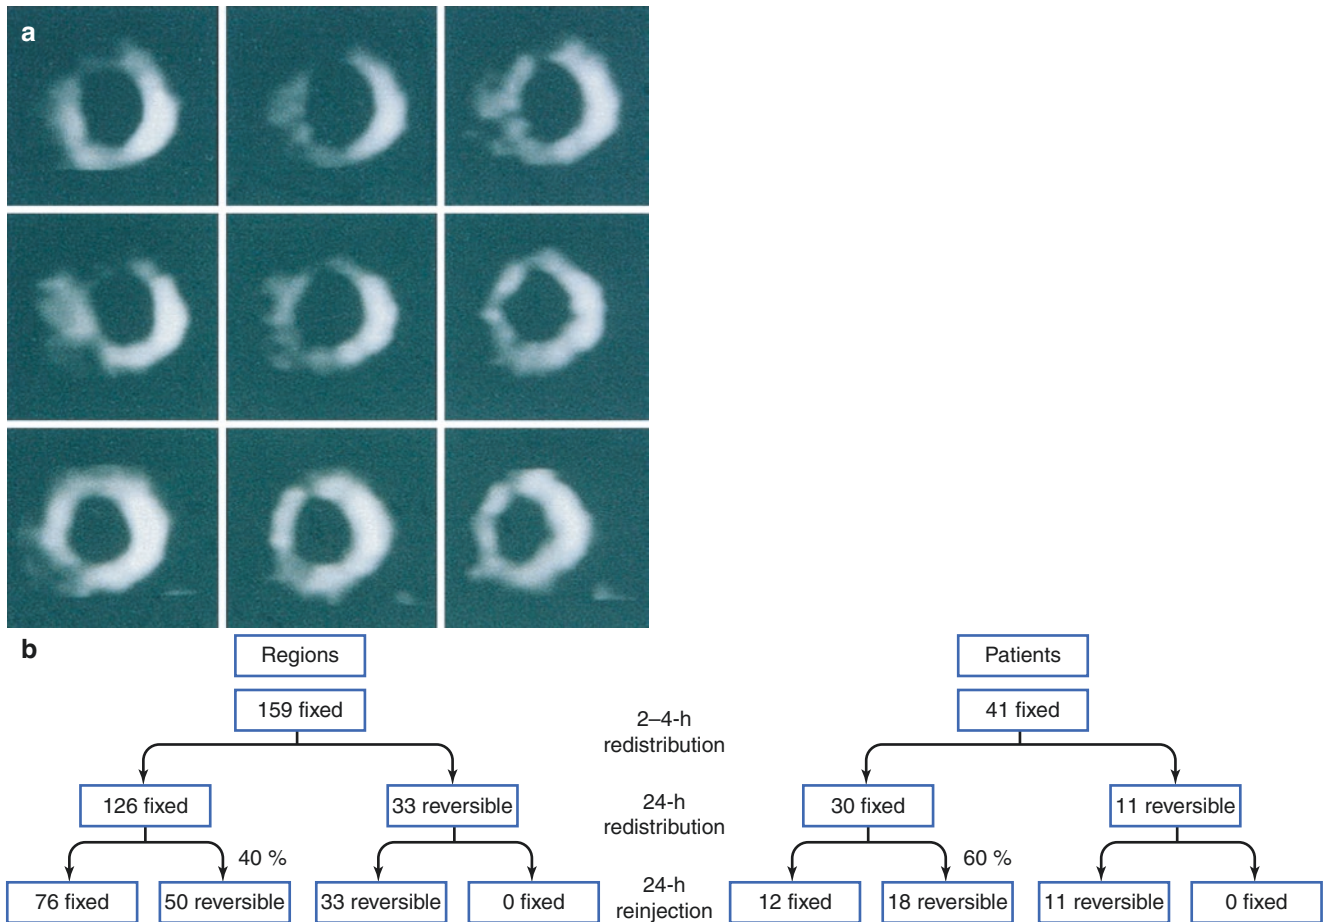 a
b
Regions
Patients
159 fixed
41 fixed
2–4-h
redistribution
126 fixed
33 reversible
24-h
redistribution
30 fixed
11 reversible
40 %
60 %
76 fixed
50 reversible
33 reversible
0 fixed
24-h
reinjection
12 fixed
18 reversible
11 reversible
0 fixed